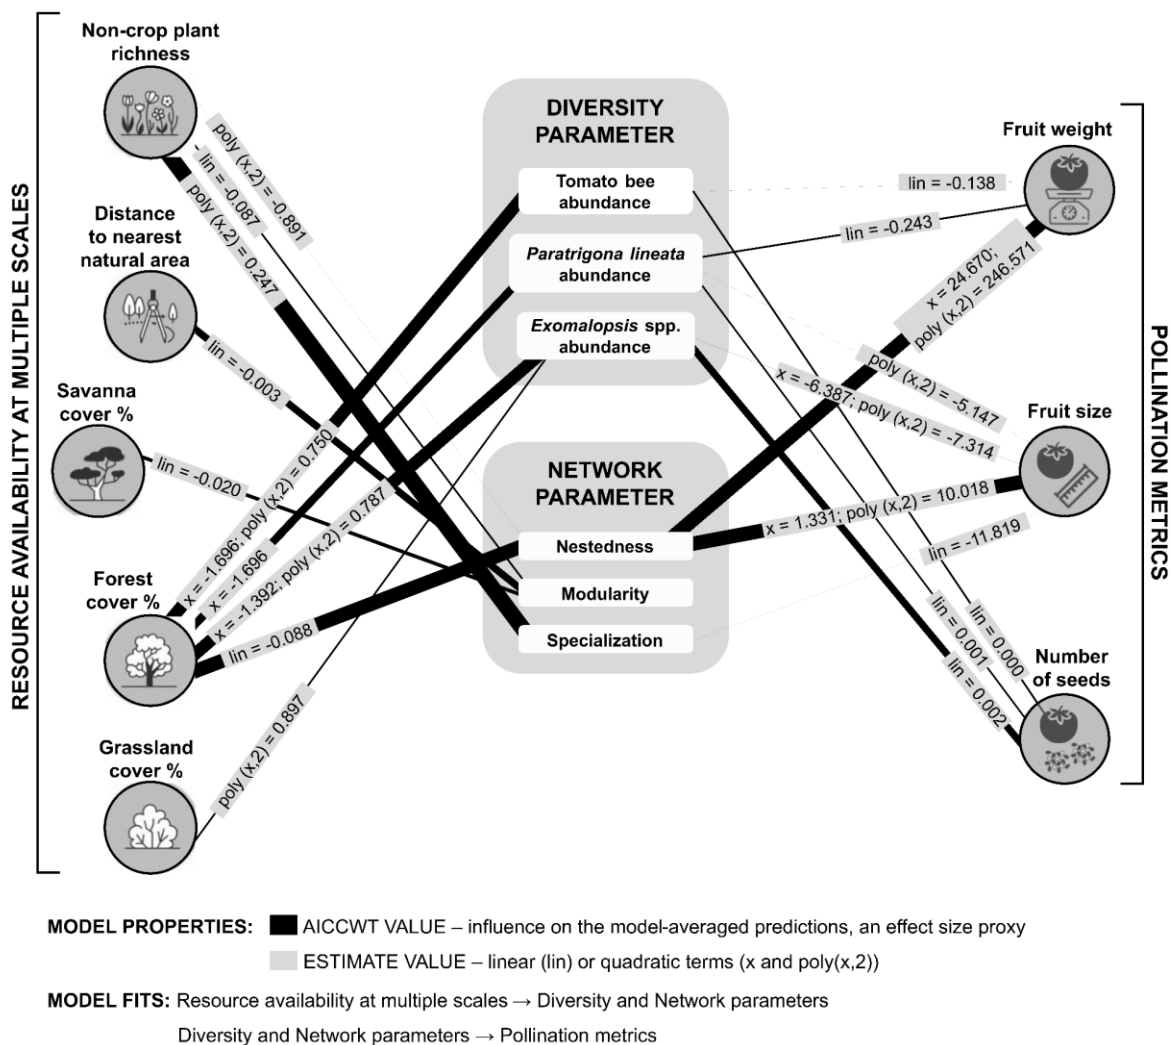 RESOURCE AVAILABILITY AT MULTIPLE SCALES
Non-crop plant
richness
Distance
to nearest
natural area
Savanna
cover %
Forest
cover %
Grassland
cover %
poly (x,2) = -0.891
lin = -0.087
poly (x,2) = 0.247
lin = -0.003
lin = -0.020
x = -1.696; poly (x,2) = 0.750
x = -1.696
x = -1.392; poly (x,2) = 0.787
lin = -0.088
poly (x,2) = 0.897
DIVERSITY
PARAMETER
Tomato bee
abundance
Paratrigona lineata
abundance
Exomalopsis spp.
abundance
NETWORK
PARAMETER
Nestedness
Modularity
Specialization
lin = -0.138
lin = -0.243
x = 24.670;
poly (x,2) = 246.571
poly (x,2) = -5.147
x = -6.387; poly (x,2) = -7.314
x = 1.331; poly (x,2) = 10.018
lin = -11.819
lin = 0.000
lin = 0.001
lin = 0.002
Fruit weight
Fruit size
Number
of seeds
POLLINATION METRICS
MODEL PROPERTIES: AICCWT VALUE – influence on the model-averaged predictions, an effect size proxy
ESTIMATE VALUE – linear (lin) or quadratic terms (x and poly(x,2))
MODEL FITS: Resource availability at multiple scales → Diversity and Network parameters
Diversity and Network parameters → Pollination metrics